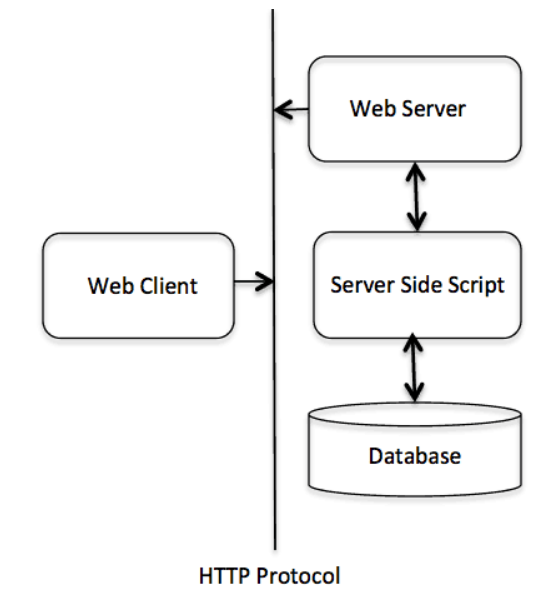 Web Server
Web Client
Server Side Script
Database
HTTP Protocol